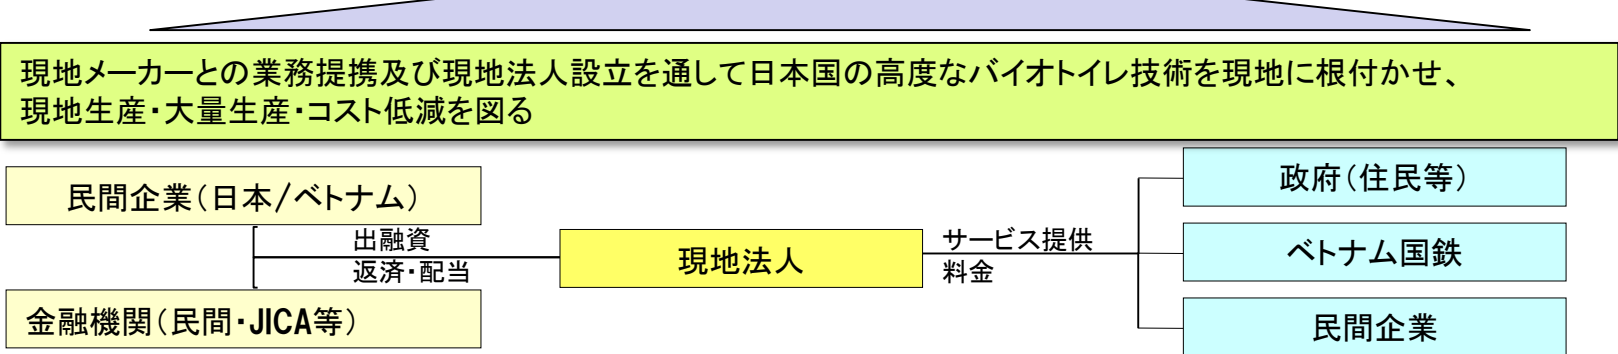 現地メーカーとの業務提携及び現地法人設立を通して日本国の高度なバイオトイレ技術を現地に根付かせ、
現地生産・大量生産・コスト低減を図る
民間企業（日本/ベトナム）
金融機関（民間・JICA等）
出融資
返済・配当
現地法人
サービス提供
料金
政府（住民等）
ベトナム国鉄
民間企業